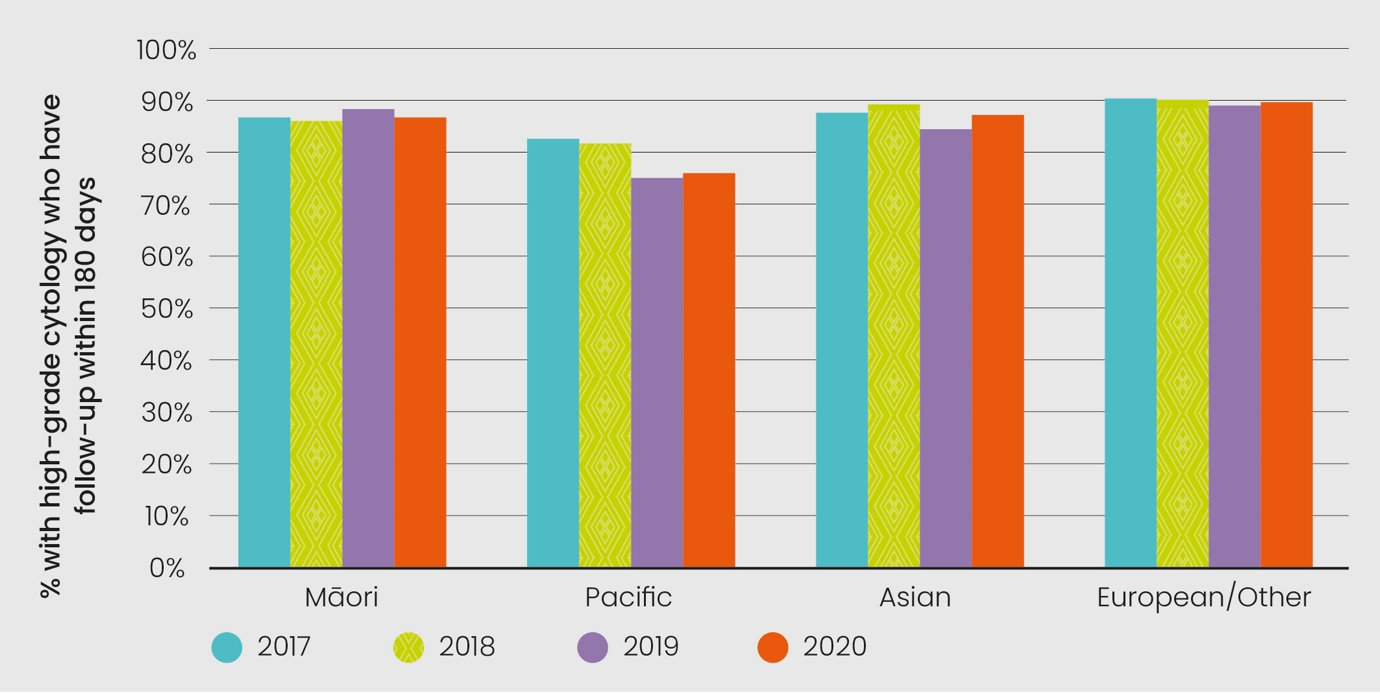 % with high-grade cytology who have
follow-up within 180 days
100%
90%
80%
70%
60%
50%
40%
30%
20%
10%
0%
Māori Pacific Asian European/Other
2017 2018 2019 2020